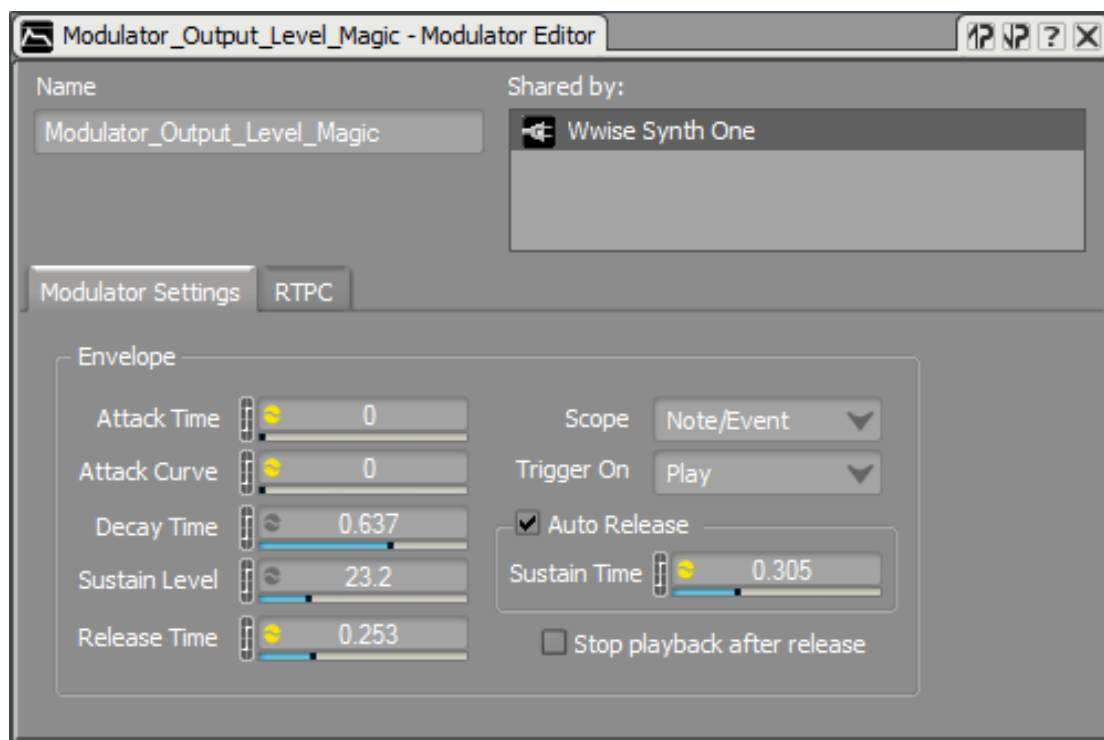 Modulator_Output_Level_Magic - Modulator Editor
Name
Shared by:
Modulator_Output_Level_Magic
Wwise Synth One
Modulator Settings
RTPC
Envelope
Attack Time 0
Attack Curve 0
Decay Time 0.637
Sustain Level 23.2
Release Time 0.253
Scope Note/Event
Trigger On Play
Auto Release
Sustain Time 0.305
Stop playback after release